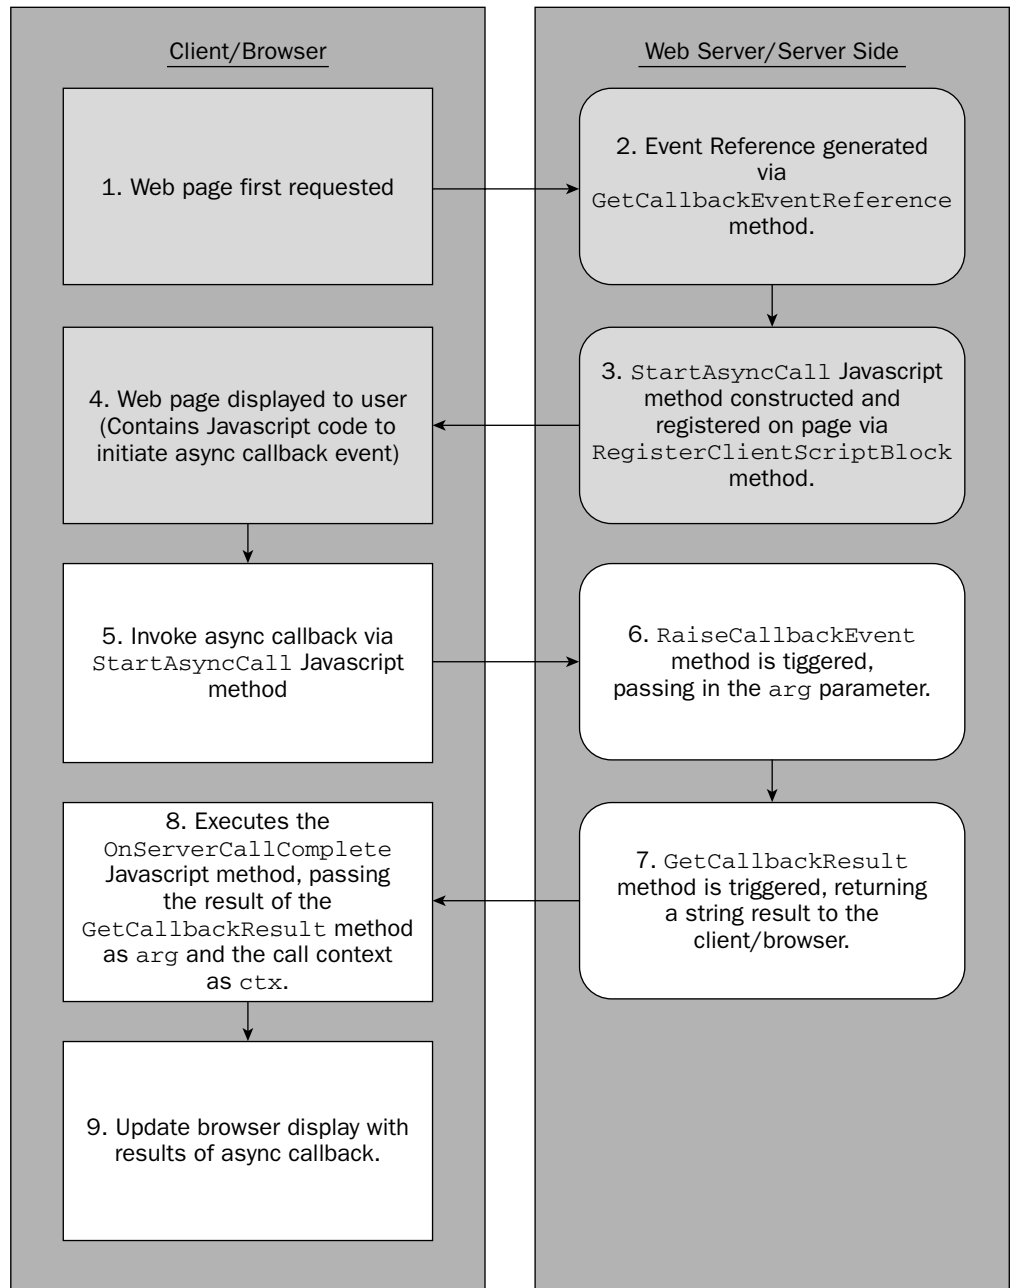 Client/Browser
Web Server/Server Side
1. Web page first requested
2. Event Reference generated
via
GetCallbackEventReference
method.
3. StartAsyncCall Javascript
method constructed and
registered on page via
RegisterClientScriptBlock
method.
4. Web page displayed to user
(Contains Javascript code to
initiate async callback event)
5. Invoke async callback via
StartAsyncCall Javascript
method
6. RaiseCallbackEvent
method is tiggered,
passing in the arg parameter.
7. GetCallbackResult
method is triggered, returning
a string result to the
client/browser.
8. Executes the
OnServerCallComplete
Javascript method, passing
the result of the
GetCallbackResult method
as arg and the call context
as ctx.
9. Update browser display with
results of async callback.